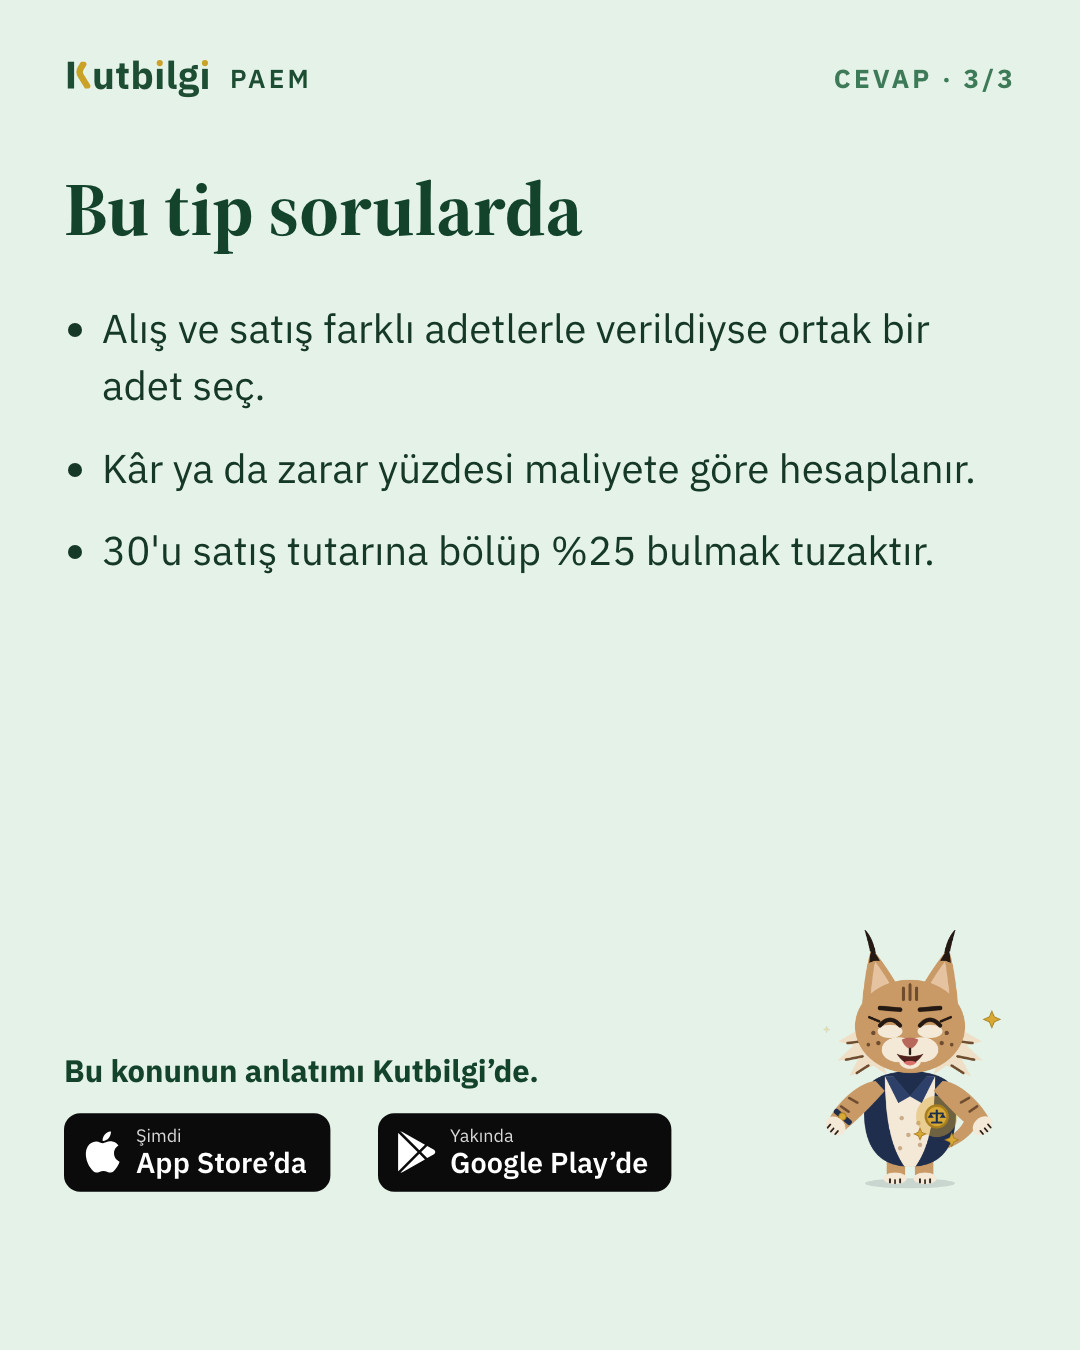 Kutbilgi PAEM
CEVAP · 3/3
Bu tip sorularda
• Alış ve satış farklı adetlerle verildiyse ortak bir
adet seç.
• Kâr ya da zarar yüzdesi maliyete göre hesaplanır.
• 30'u satış tutarına bölüp %25 bulmak tuzaktır.
Bu konunun anlatımı Kutbilgi’de.
Şimdi
App Store’da
Yakında
Google Play’de